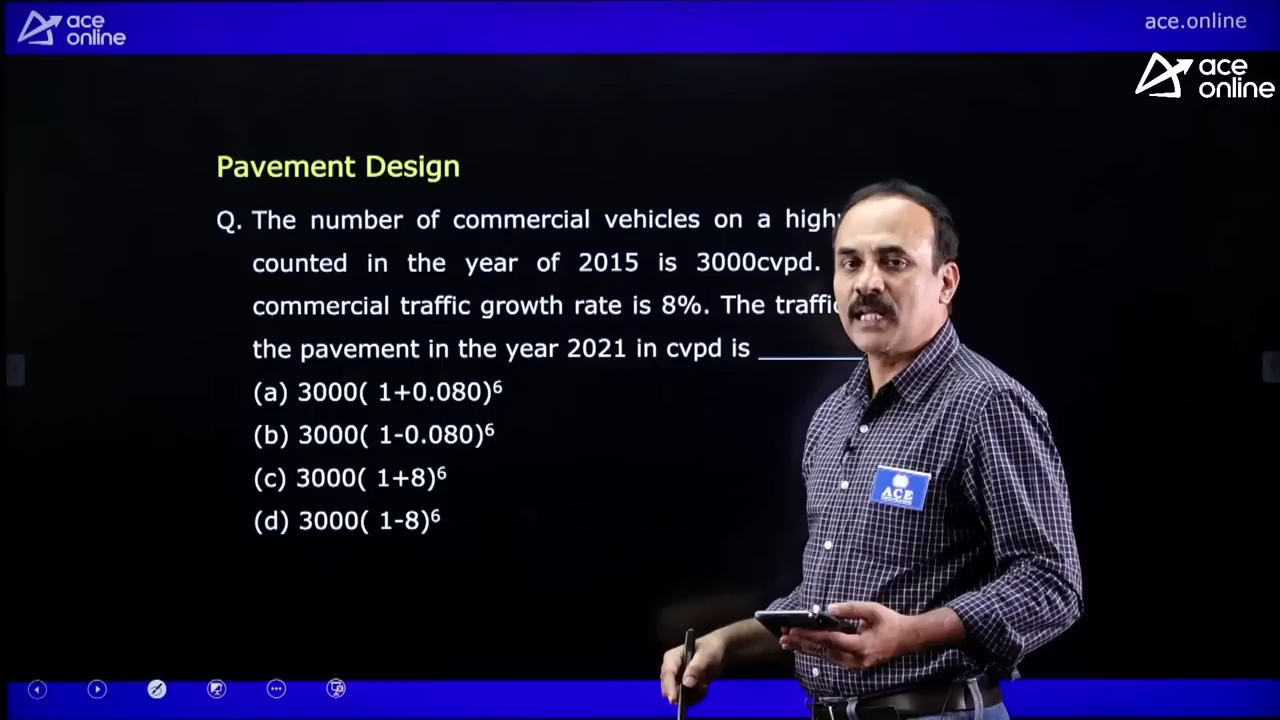 ace
online
ace.online
ace
online
Pavement Design
Q. The number of commercial vehicles on a
counted in the year of 2015 is 3000cvpd.
commercial traffic growth rate is 8%. The
the pavement in the year 2021 in cvpd is ________
(a) 3000( 1+0.080)⁶
(b) 3000( 1-0.080)⁶
(c) 3000( 1+8)⁶
(d) 3000( 1-8)⁶
ACE